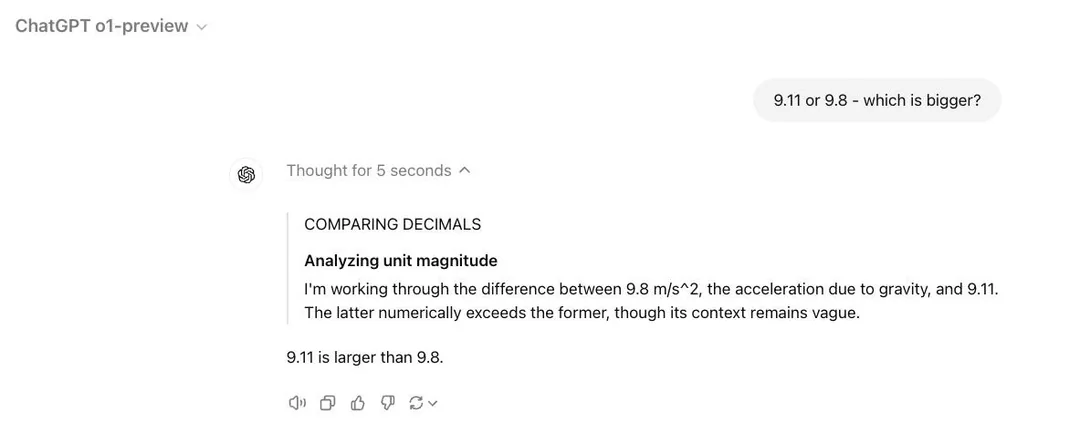 ChatGPT o1-preview
9.11 or 9.8 - which is bigger?
Thought for 5 seconds
COMPARING DECIMALS
Analyzing unit magnitude
I'm working through the difference between 9.8 m/s^2, the acceleration due to gravity, and 9.11.
The latter numerically exceeds the former, though its context remains vague.
9.11 is larger than 9.8.